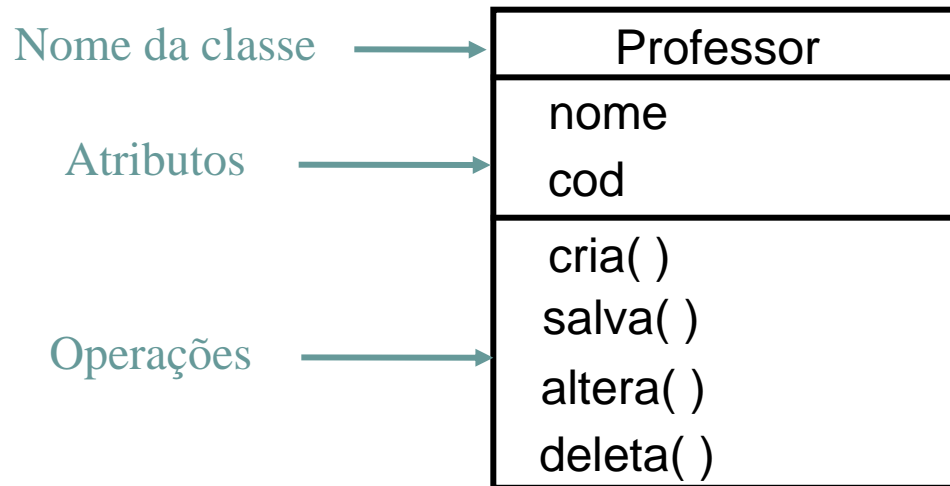 Nome da classe
Professor
Atributos
nome
cod
Operações
cria( )
salva( )
altera( )
deleta( )